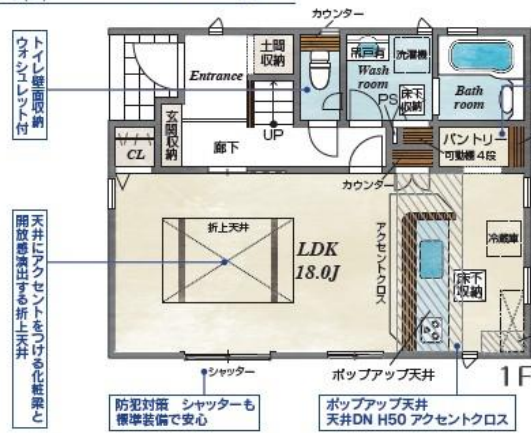 カウンター
トイレ壁面収納
ウォシュレット付
土間
収納
吊戸有
洗濯機
Entrance
Wash
room
Bath
room
PS
床下
収納
玄関収納
UP
CL
廊下
パントリー
可動棚4段
カウンター
折上天井
アクセントクロス
冷蔵庫
LDK
18.0J
床下
収納
天井にアクセントをつける化粧梁と
開放感演出する折上天井
シャッター
ポップアップ天井
1F
防犯対策 シャッターも
標準装備で安心
ポップアップ天井
天井DN H50 アクセントクロス